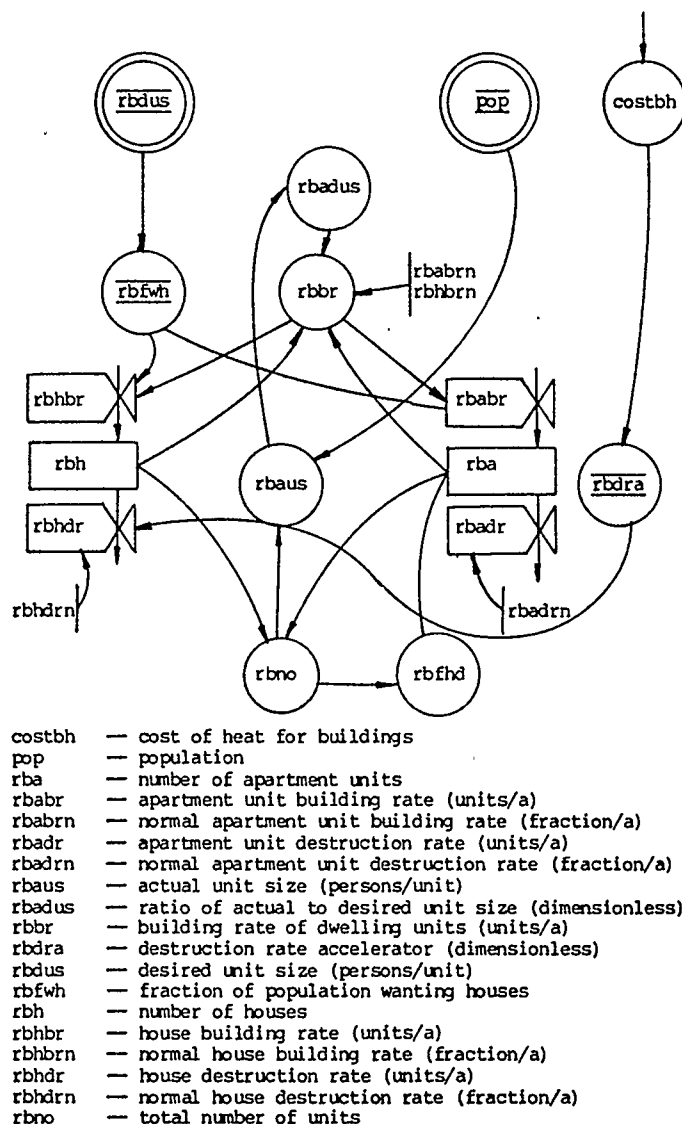 rbdus
pop
costbh
rbadus
rbfwh
rbbr
rbabrn
rbhbrn
rbhbr
rbabr
rbh
rbaus
rba
rbdra
rbhdr
rbadr
rbhdrn
rbadrn
rbno
rbfhd
costbh — cost of heat for buildings
pop — population
rba — number of apartment units
rbabr — apartment unit building rate (units/a)
rbabrn — normal apartment unit building rate (fraction/a)
rbadr — apartment unit destruction rate (units/a)
rbadrn — normal apartment unit destruction rate (fraction/a)
rbaus — actual unit size (persons/unit)
rbadus — ratio of actual to desired unit size (dimensionless)
rbbr — building rate of dwelling units (units/a)
rbdra — destruction rate accelerator (dimensionless)
rbdus — desired unit size (persons/unit)
rbfwh — fraction of population wanting houses
rbh — number of houses
rbhbr — house building rate (units/a)
rbhbrn — normal house building rate (fraction/a)
rbhdr — house destruction rate (units/a)
rbhdrn — normal house destruction rate (fraction/a)
rbno — total number of units